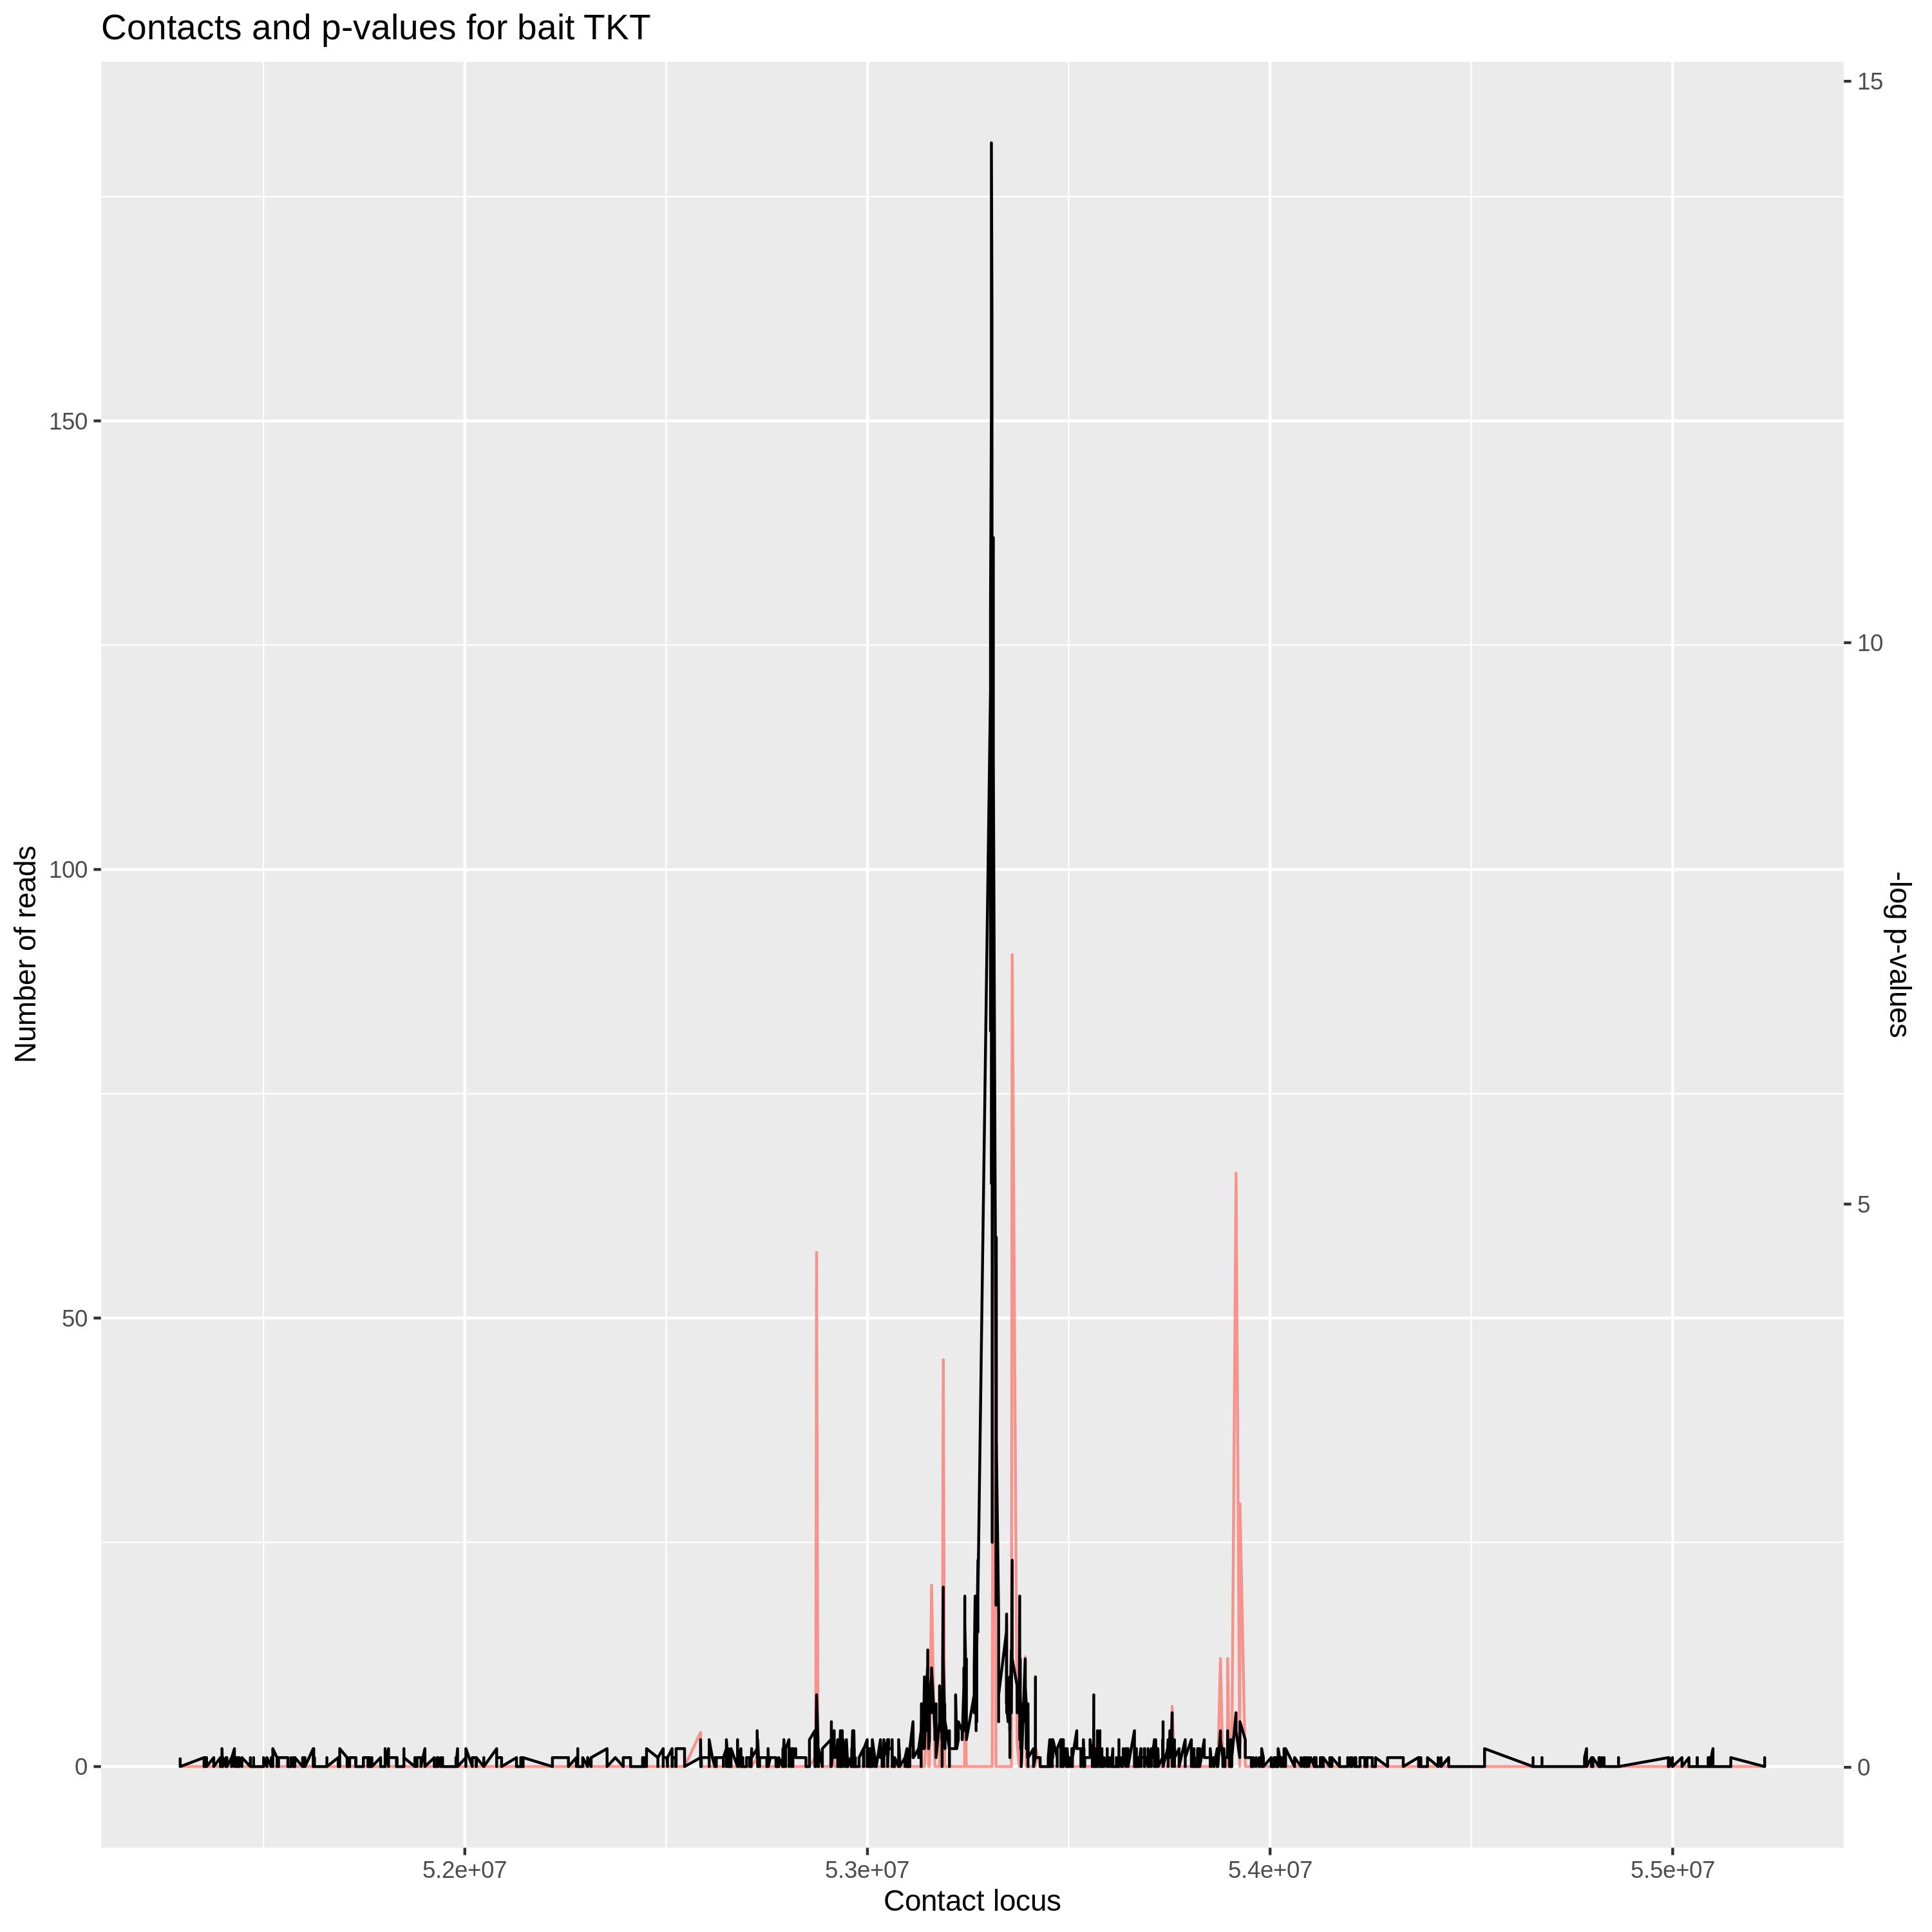 Contacts and p-values for bait TKT
15
150
10
100
Number of reads
-log p-values
5
50
0
0
5.2e+07
5.3e+07
5.4e+07
5.5e+07
Contact locus